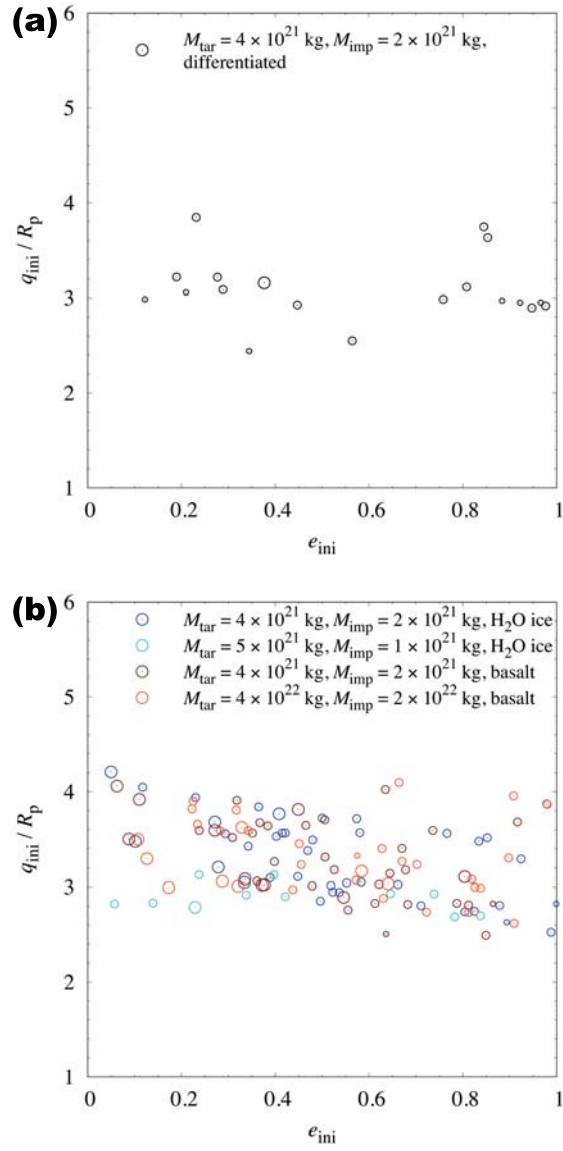 (a)
6
M_tar = 4 × 10^21 kg, M_imp = 2 × 10^21 kg,
differentiated
5
4
q_ini / R_p
3
2
1
0 0.2 0.4 0.6 0.8 1
e_ini
(b)
6
M_tar = 4 × 10^21 kg, M_imp = 2 × 10^21 kg, H₂O ice
M_tar = 5 × 10^21 kg, M_imp = 1 × 10^21 kg, H₂O ice
M_tar = 4 × 10^21 kg, M_imp = 2 × 10^21 kg, basalt
M_tar = 4 × 10^22 kg, M_imp = 2 × 10^22 kg, basalt
5
4
q_ini / R_p
3
2
1
0 0.2 0.4 0.6 0.8 1
e_ini